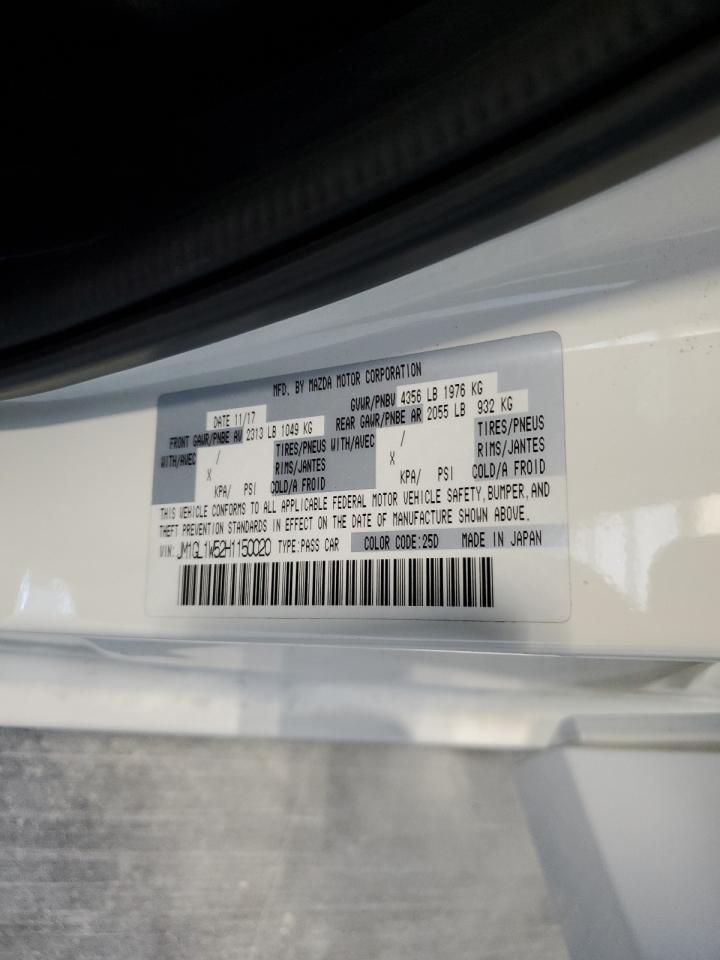 MFD. BY MAZDA MOTOR CORPORATION
DATE 11/17 GVWR/PNBV 4356 LB 1976 KG
FRONT GAWR/PNBE AV 2313 LB 1049 KG REAR GAWR/PNBE AR 2055 LB 932 KG
WITH/AVEC / TIRES/PNEUS WITH/AVEC / TIRES/PNEUS
X RIMS/JANTES X RIMS/JANTES
KPA/ PSI COLD/A FROID KPA/ PSI COLD/A FROID
THIS VEHICLE CONFORMS TO ALL APPLICABLE FEDERAL MOTOR VEHICLE SAFETY, BUMPER, AND
THEFT PREVENTION STANDARDS IN EFFECT ON THE DATE OF MANUFACTURE SHOWN ABOVE.
VIN: JM1GL1W52H1150020 TYPE:PASS CAR COLOR CODE:25D MADE IN JAPAN